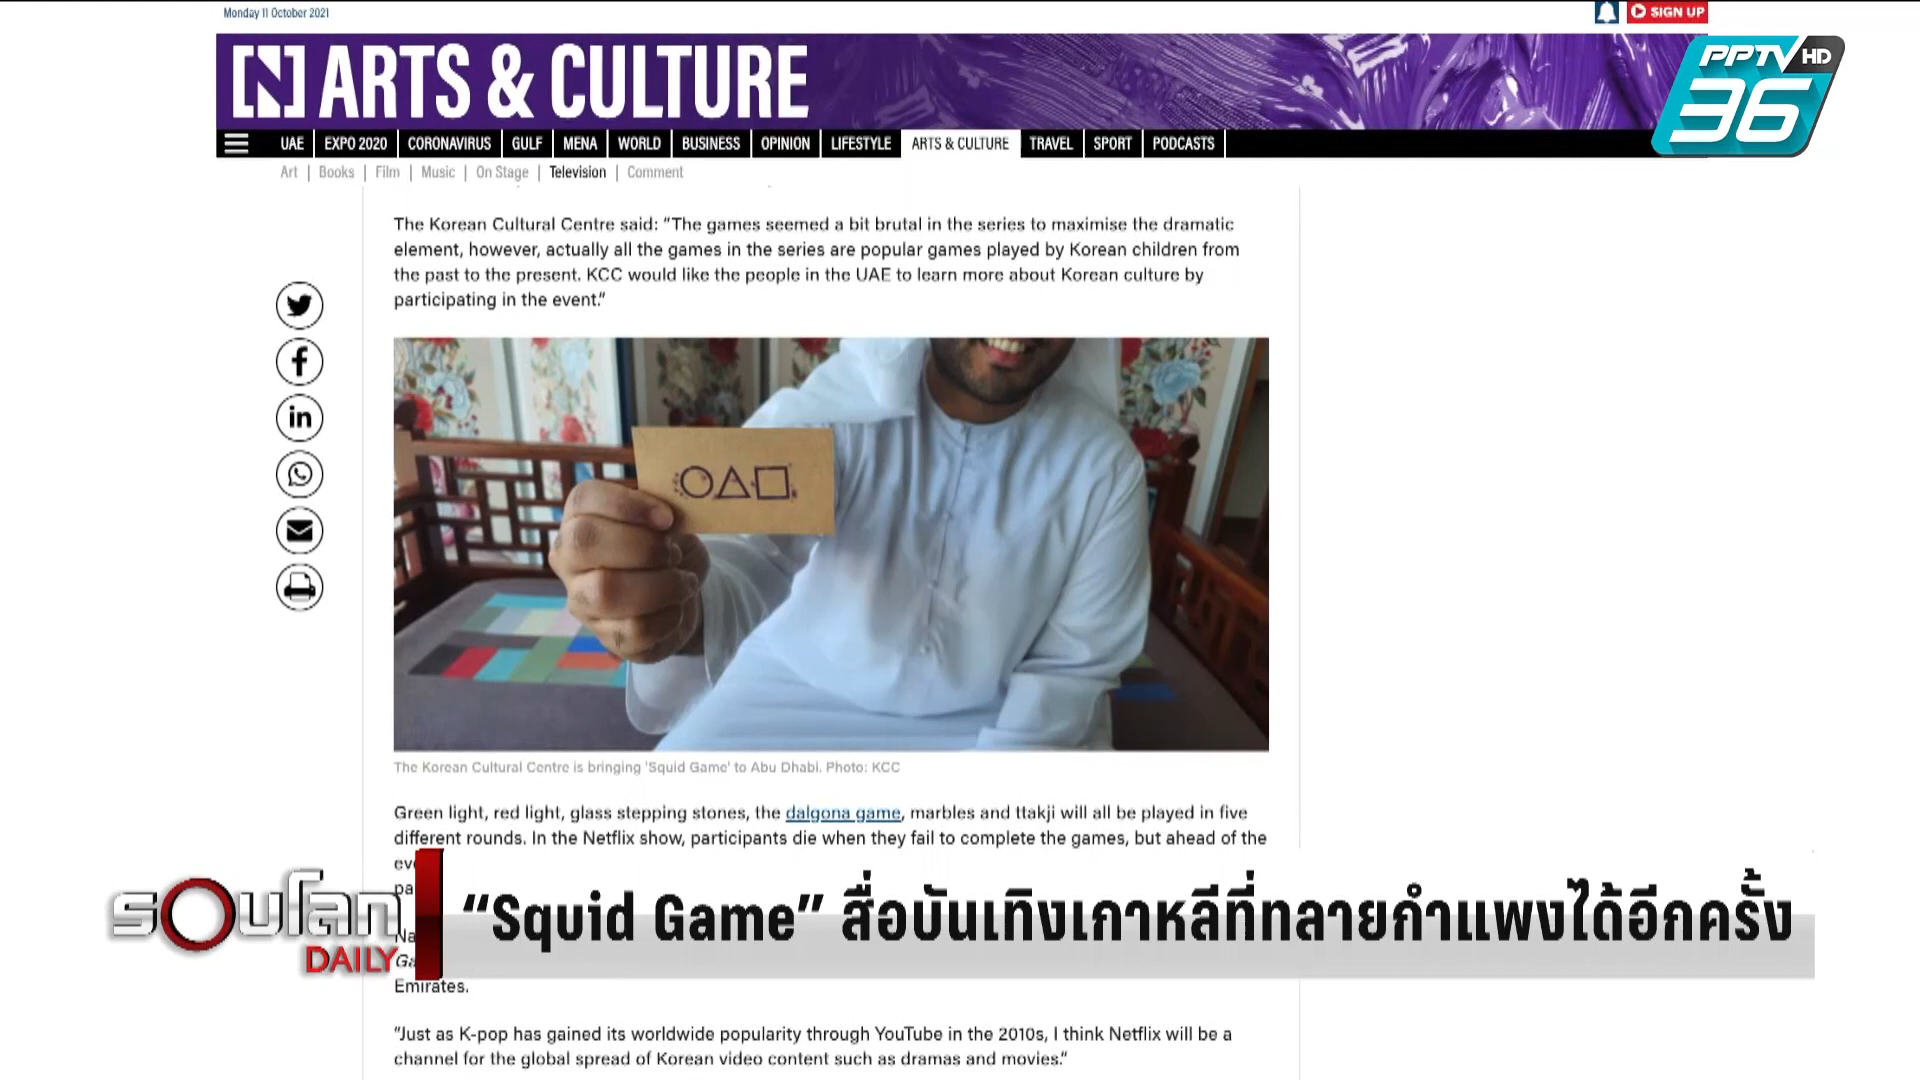 Monday 11 October 2021
SIGN UP
[N] ARTS & CULTURE
PPTV HD
36
UAE EXPO 2020 CORONAVIRUS GULF MENA WORLD BUSINESS OPINION LIFESTYLE ARTS & CULTURE TRAVEL SPORT PODCASTS
Art | Books | Film | Music | On Stage | Television | Comment
The Korean Cultural Centre said: “The games seemed a bit brutal in the series to maximise the dramatic
element, however, actually all the games in the series are popular games played by Korean children from
the past to the present. KCC would like the people in the UAE to learn more about Korean culture by
participating in the event.”
The Korean Cultural Centre is bringing 'Squid Game' to Abu Dhabi. Photo: KCC
Green light, red light, glass stepping stones, the dalgona game, marbles and ttakji will all be played in five
different rounds. In the Netflix show, participants die when they fail to complete the games, but ahead of the
รอบโลก
DAILY
“Squid Game” สื่อบันเทิงเกาหลีที่ทลายกำแพงได้อีกครั้ง
Emirates.
“Just as K-pop has gained its worldwide popularity through YouTube in the 2010s, I think Netflix will be a
channel for the global spread of Korean video content such as dramas and movies.“